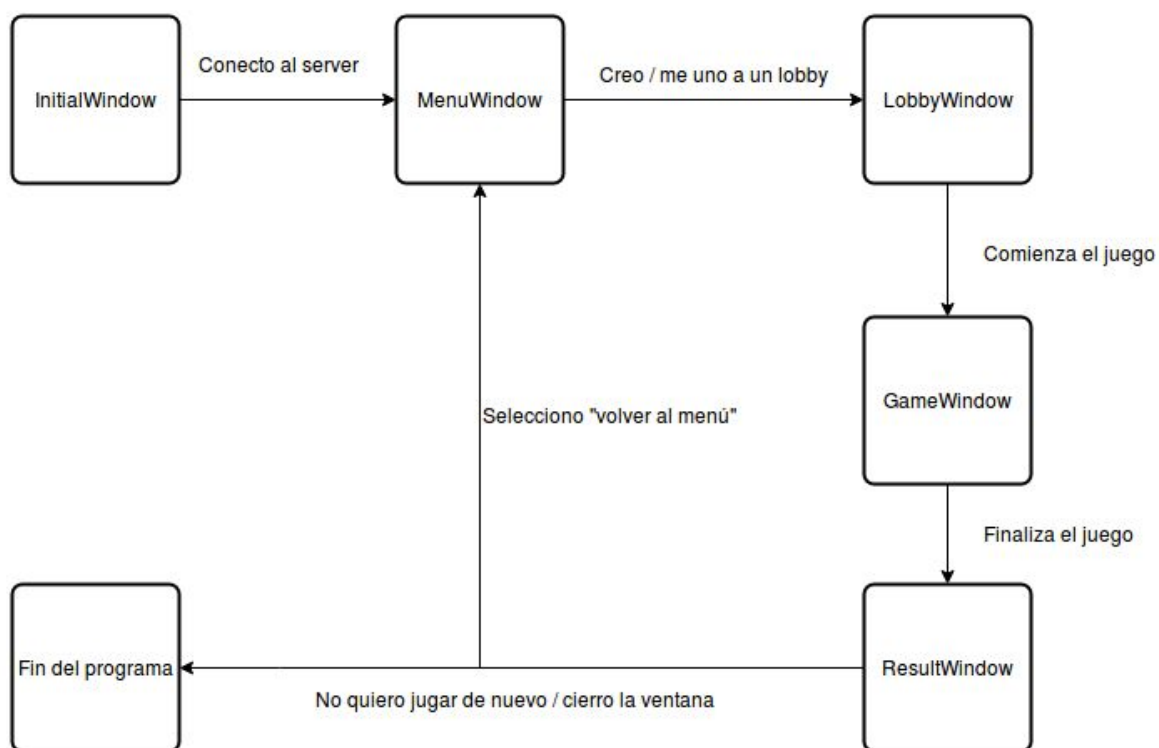 Conecto al server
Creo / me uno a un lobby
InitialWindow
MenuWindow
LobbyWindow
Comienza el juego
GameWindow
Selecciono "volver al menú"
Finaliza el juego
Fin del programa
ResultWindow
No quiero jugar de nuevo / cierro la ventana